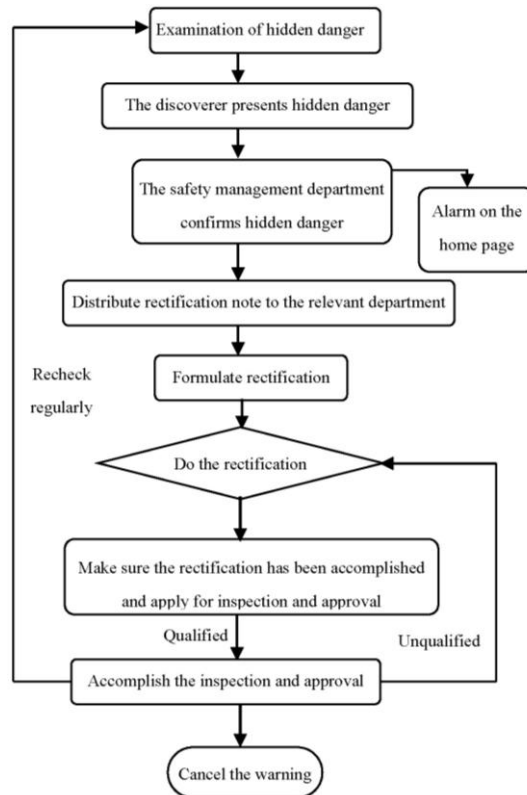 Examination of hidden danger
The discoverer presents hidden danger
The safety management department
confirms hidden danger
Alarm on the
home page
Distribute rectification note to the relevant department
Formulate rectification
Recheck
regularly
Do the rectification
Make sure the rectification has been accomplished
and apply for inspection and approval
Qualified
Unqualified
Accomplish the inspection and approval
Cancel the warning